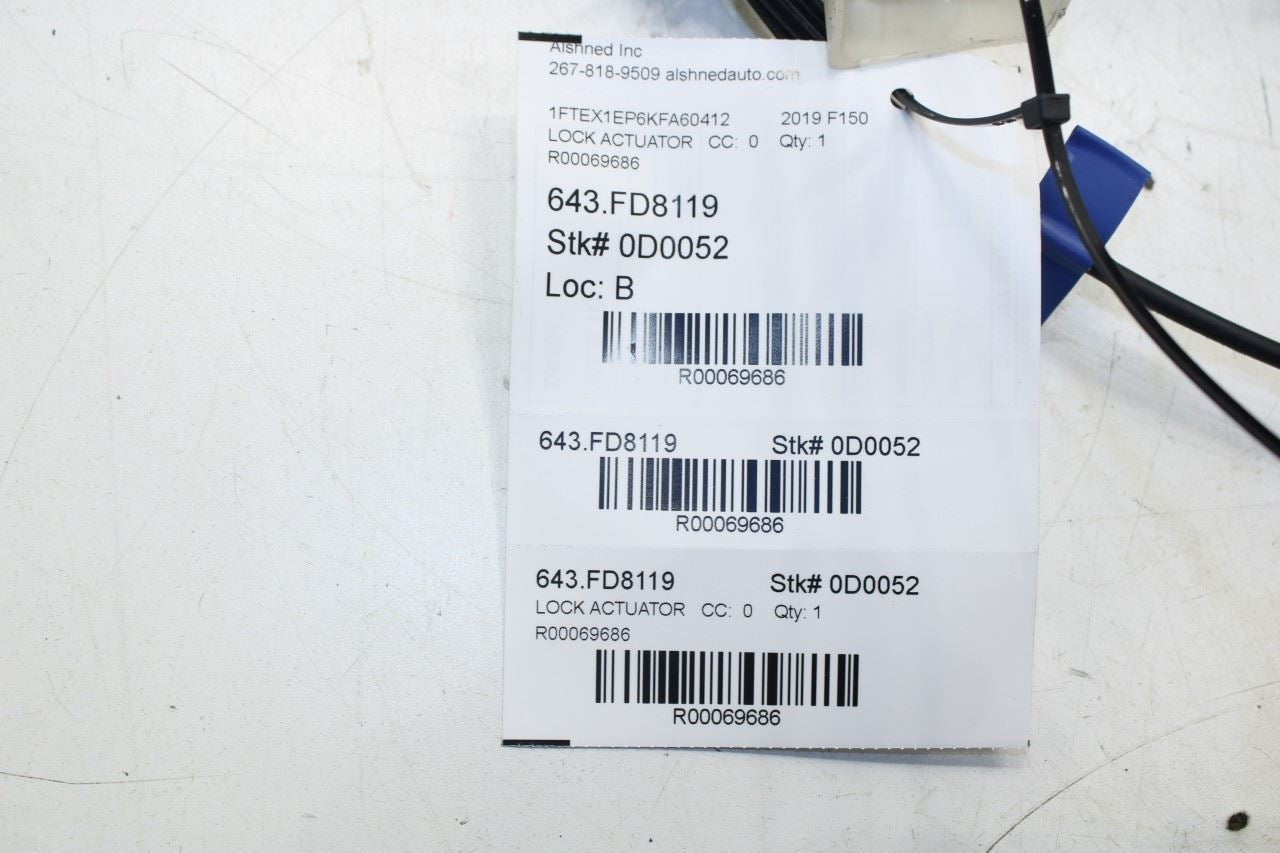 Alshned Inc
267-818-9509 alshnedauto.com
1FTEX1EP6KFA60412 2019 F150
LOCK ACTUATOR CC: 0 Qty: 1
R00069686
643.FD8119
Stk# 0D0052
Loc: B
R00069686
643.FD8119 Stk# 0D0052
R00069686
643.FD8119 Stk# 0D0052
LOCK ACTUATOR CC: 0 Qty: 1
R00069686
R00069686